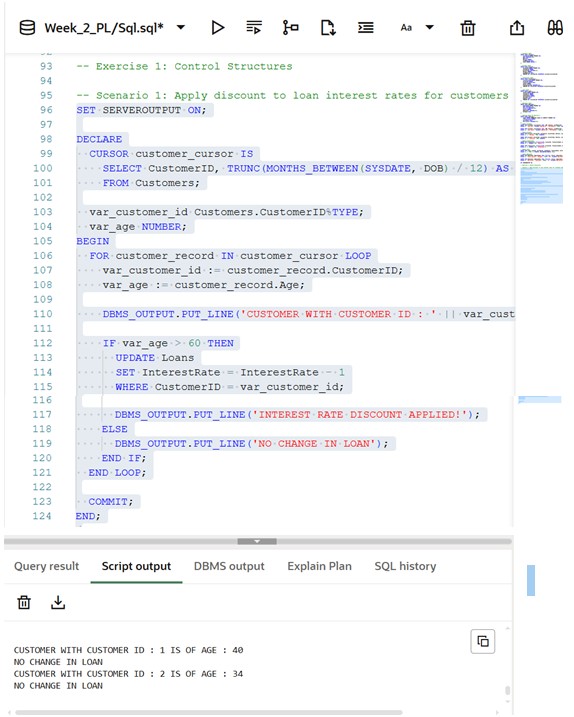 Week_2_PL/Sql.sql*
Aa
93 -- Exercise 1: Control Structures
94
95 -- Scenario 1: Apply discount to loan interest rates for customers
96 SET SERVEROUTPUT ON;
97
98 DECLARE
99 CURSOR customer_cursor IS
100 SELECT CustomerID, TRUNC(MONTHS_BETWEEN(SYSDATE, DOB) / 12) AS
101 FROM Customers;
102
103 var_customer_id Customers.CustomerID%TYPE;
104 var_age NUMBER;
105 BEGIN
106 FOR customer_record IN customer_cursor LOOP
107 var_customer_id := customer_record.CustomerID;
108 var_age := customer_record.Age;
109
110 DBMS_OUTPUT.PUT_LINE('CUSTOMER WITH CUSTOMER ID : ' || var_cust
111
112 IF var_age > 60 THEN
113 UPDATE Loans
114 SET InterestRate = InterestRate - 1
115 WHERE CustomerID = var_customer_id;
116
117 DBMS_OUTPUT.PUT_LINE('INTEREST RATE DISCOUNT APPLIED!');
118 ELSE
119 DBMS_OUTPUT.PUT_LINE('NO CHANGE IN LOAN');
120 END IF;
121 END LOOP;
122
123 COMMIT;
124 END;
Query result Script output DBMS output Explain Plan SQL history
CUSTOMER WITH CUSTOMER ID : 1 IS OF AGE : 40
NO CHANGE IN LOAN
CUSTOMER WITH CUSTOMER ID : 2 IS OF AGE : 34
NO CHANGE IN LOAN